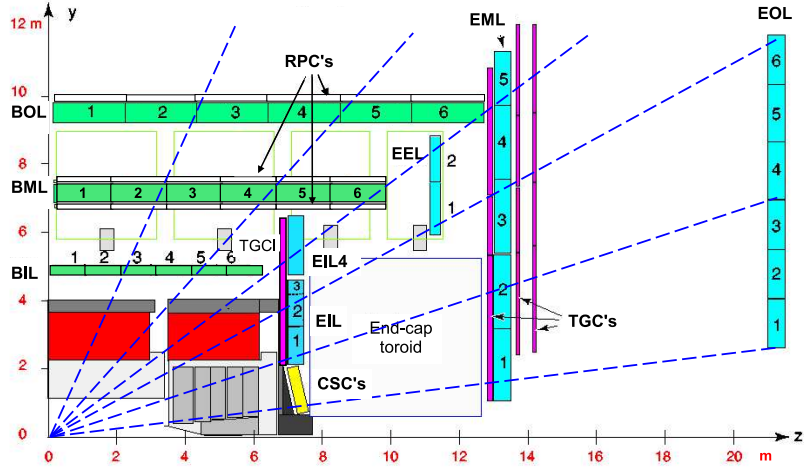 y
12 m
EML
EOL
RPC's
10
BOL
1 2 3 4 5 6
5
6
8
EEL
2
4
5
BML
1 2 3 4 5 6
1
4
6
TGCI
3
3
BIL
1 2 3 4 5 6
EIL4
4
3
2
2
2
EIL
End-cap
toroid
TGC's
1
1
1
2
CSC's
0
0 2 4 6 8 10 12 14 16 18 20 m
z